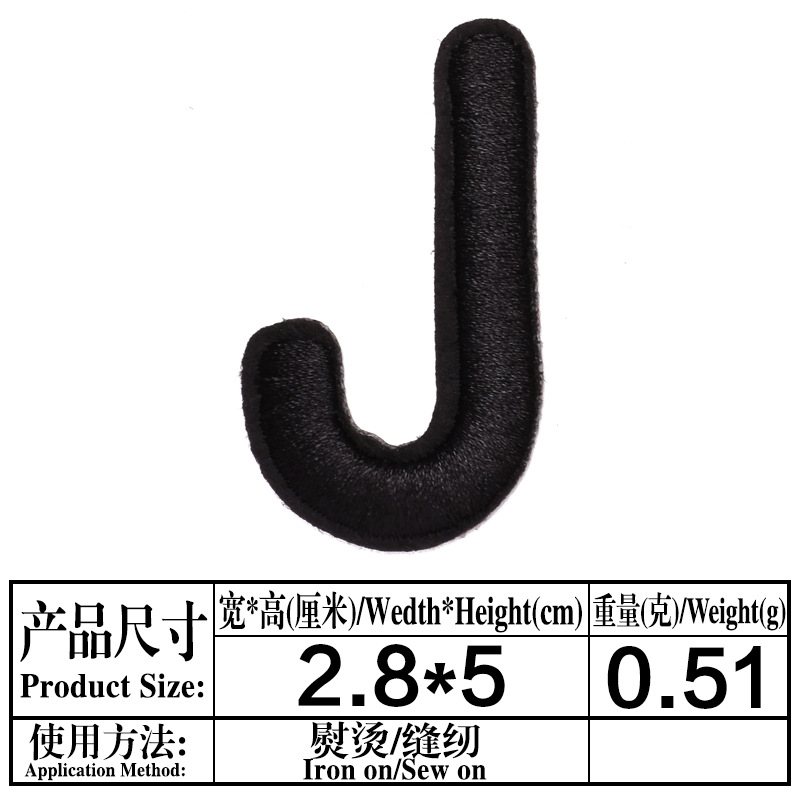 J
产品尺寸
Product Size:
宽*高(厘米)/Wedth*Height(cm)
重量(克)/Weight(g)
2.8*5
0.51
使用方法:
Application Method:
熨烫/缝纫
Iron on/Sew on